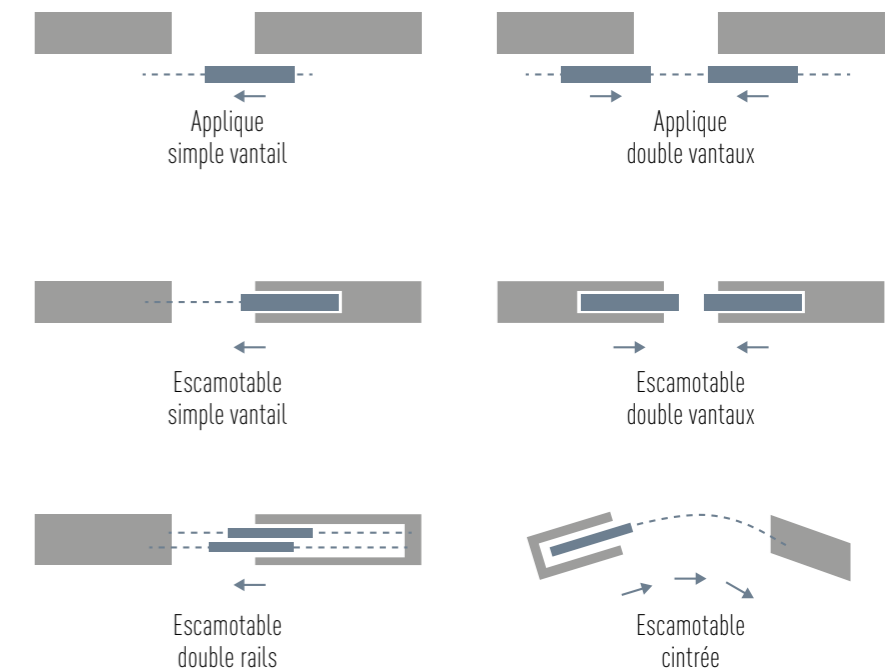 Applique
simple vantail
Applique
double vantaux
Escamotable
simple vantail
Escamotable
double vantaux
Escamotable
double rails
Escamotable
cintrée